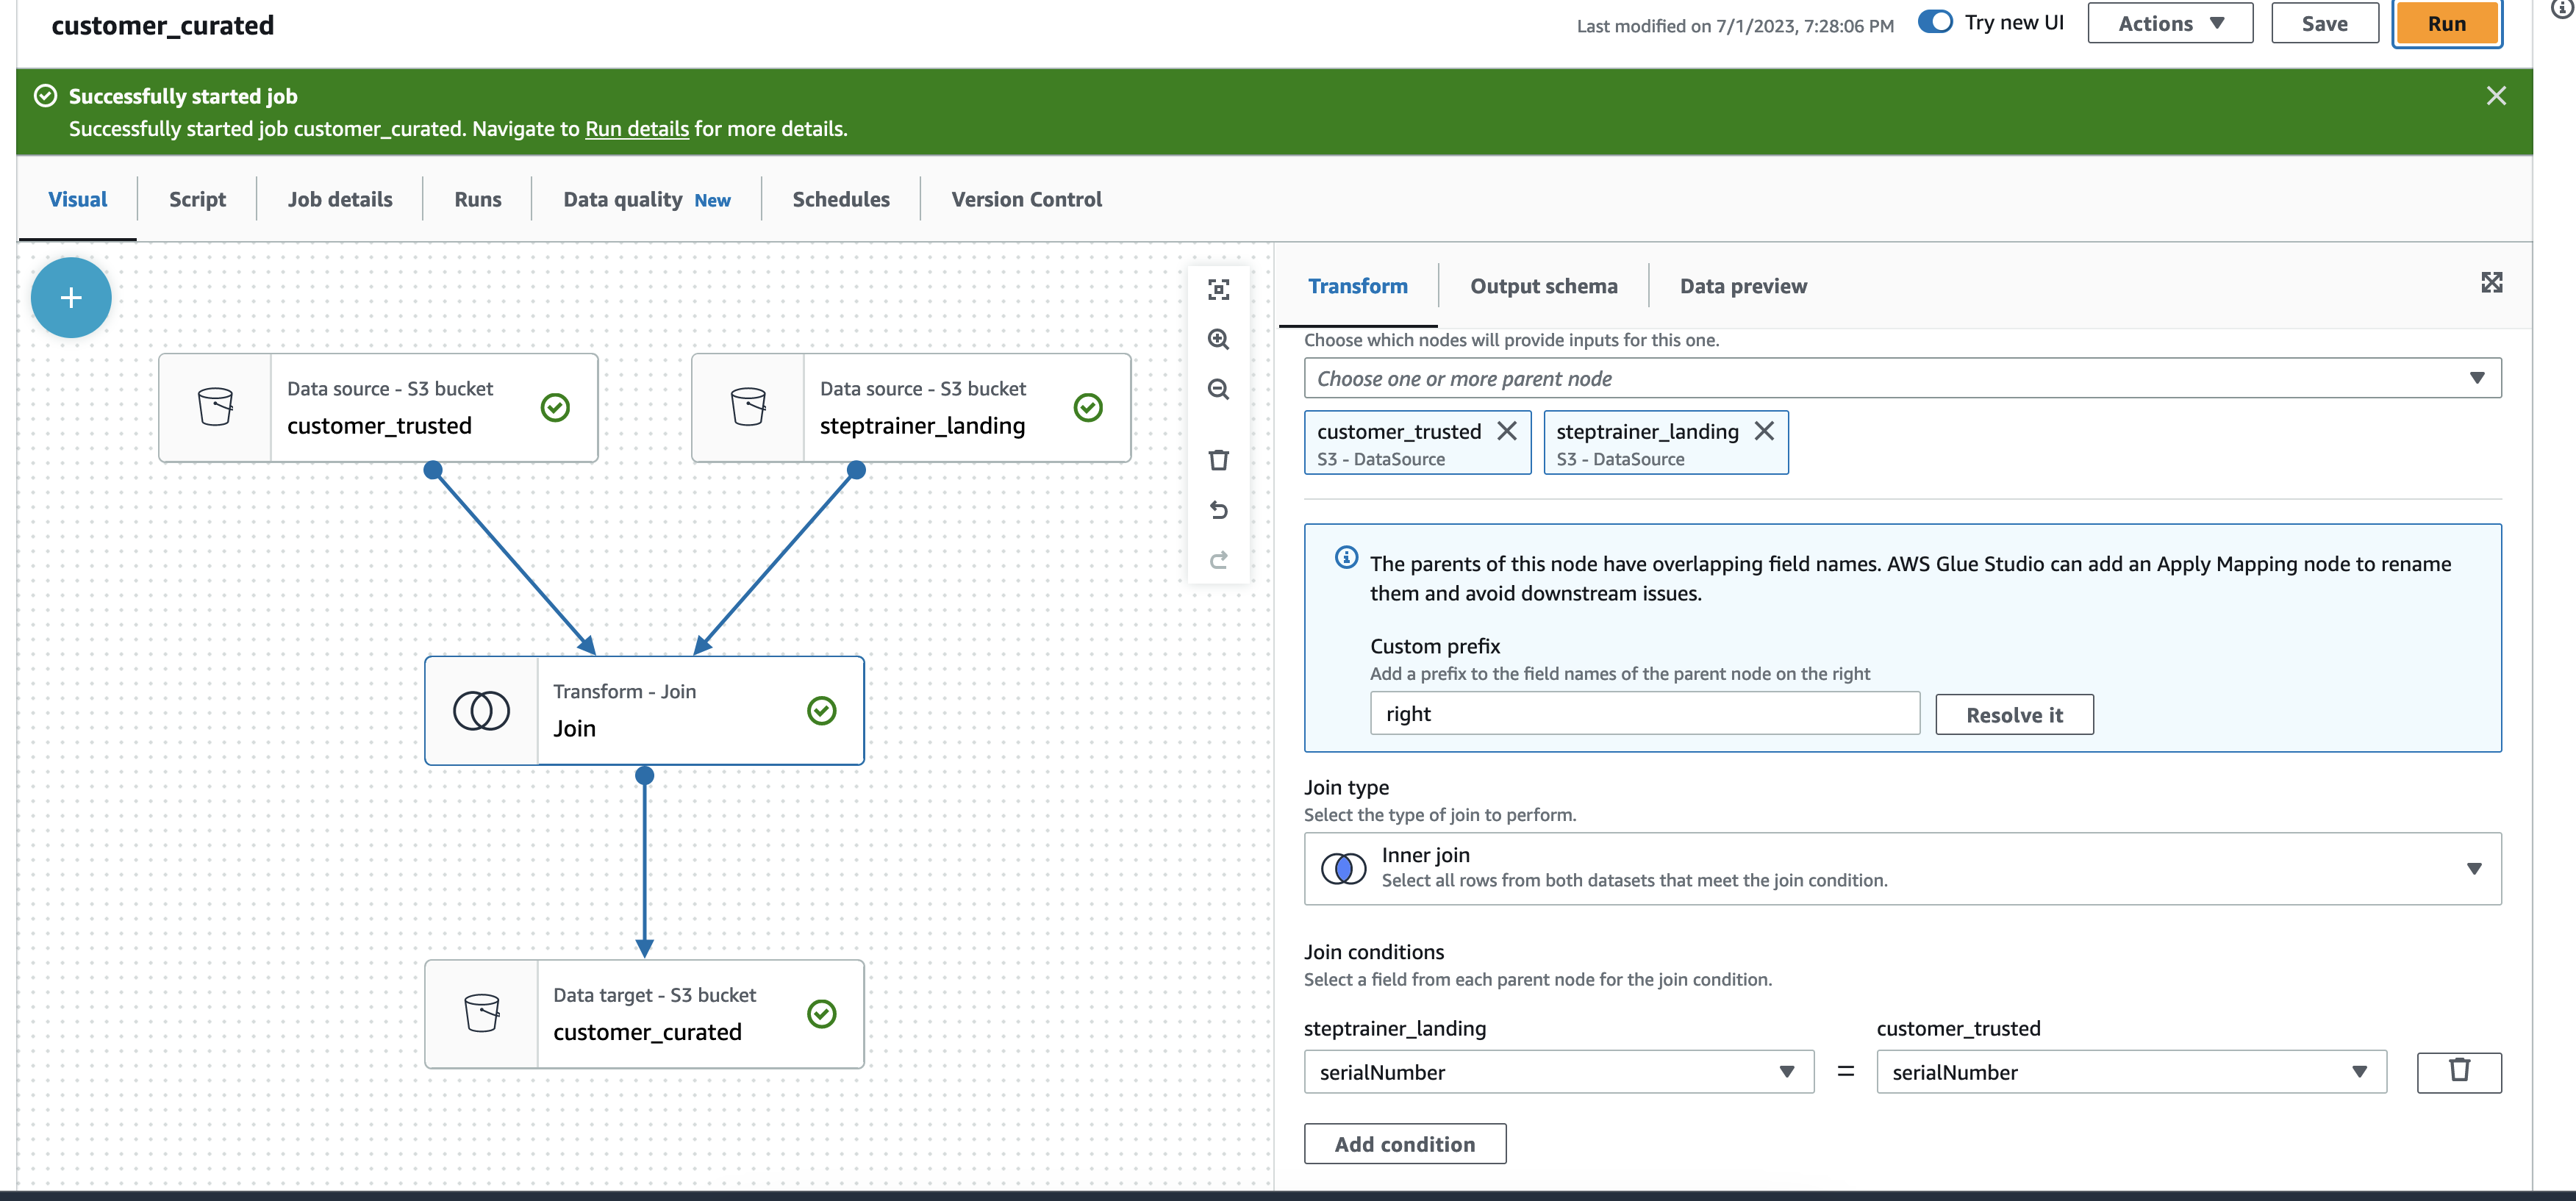 customer_curated
Last modified on 7/1/2023, 7:28:06 PM
Try new UI
Actions
Save
Run
Successfully started job
Successfully started job customer_curated. Navigate to Run details for more details.
Visual
Script
Job details
Runs
Data quality New
Schedules
Version Control
Data source - S3 bucket
customer_trusted
Data source - S3 bucket
steptrainer_landing
Transform - Join
Join
Data target - S3 bucket
customer_curated
Transform
Output schema
Data preview
Choose which nodes will provide inputs for this one.
Choose one or more parent node
customer_trusted
S3 - DataSource
steptrainer_landing
S3 - DataSource
The parents of this node have overlapping field names. AWS Glue Studio can add an Apply Mapping node to rename
them and avoid downstream issues.
Custom prefix
Add a prefix to the field names of the parent node on the right
right
Resolve it
Join type
Select the type of join to perform.
Inner join
Select all rows from both datasets that meet the join condition.
Join conditions
Select a field from each parent node for the join condition.
steptrainer_landing
customer_trusted
serialNumber
=
serialNumber
Add condition